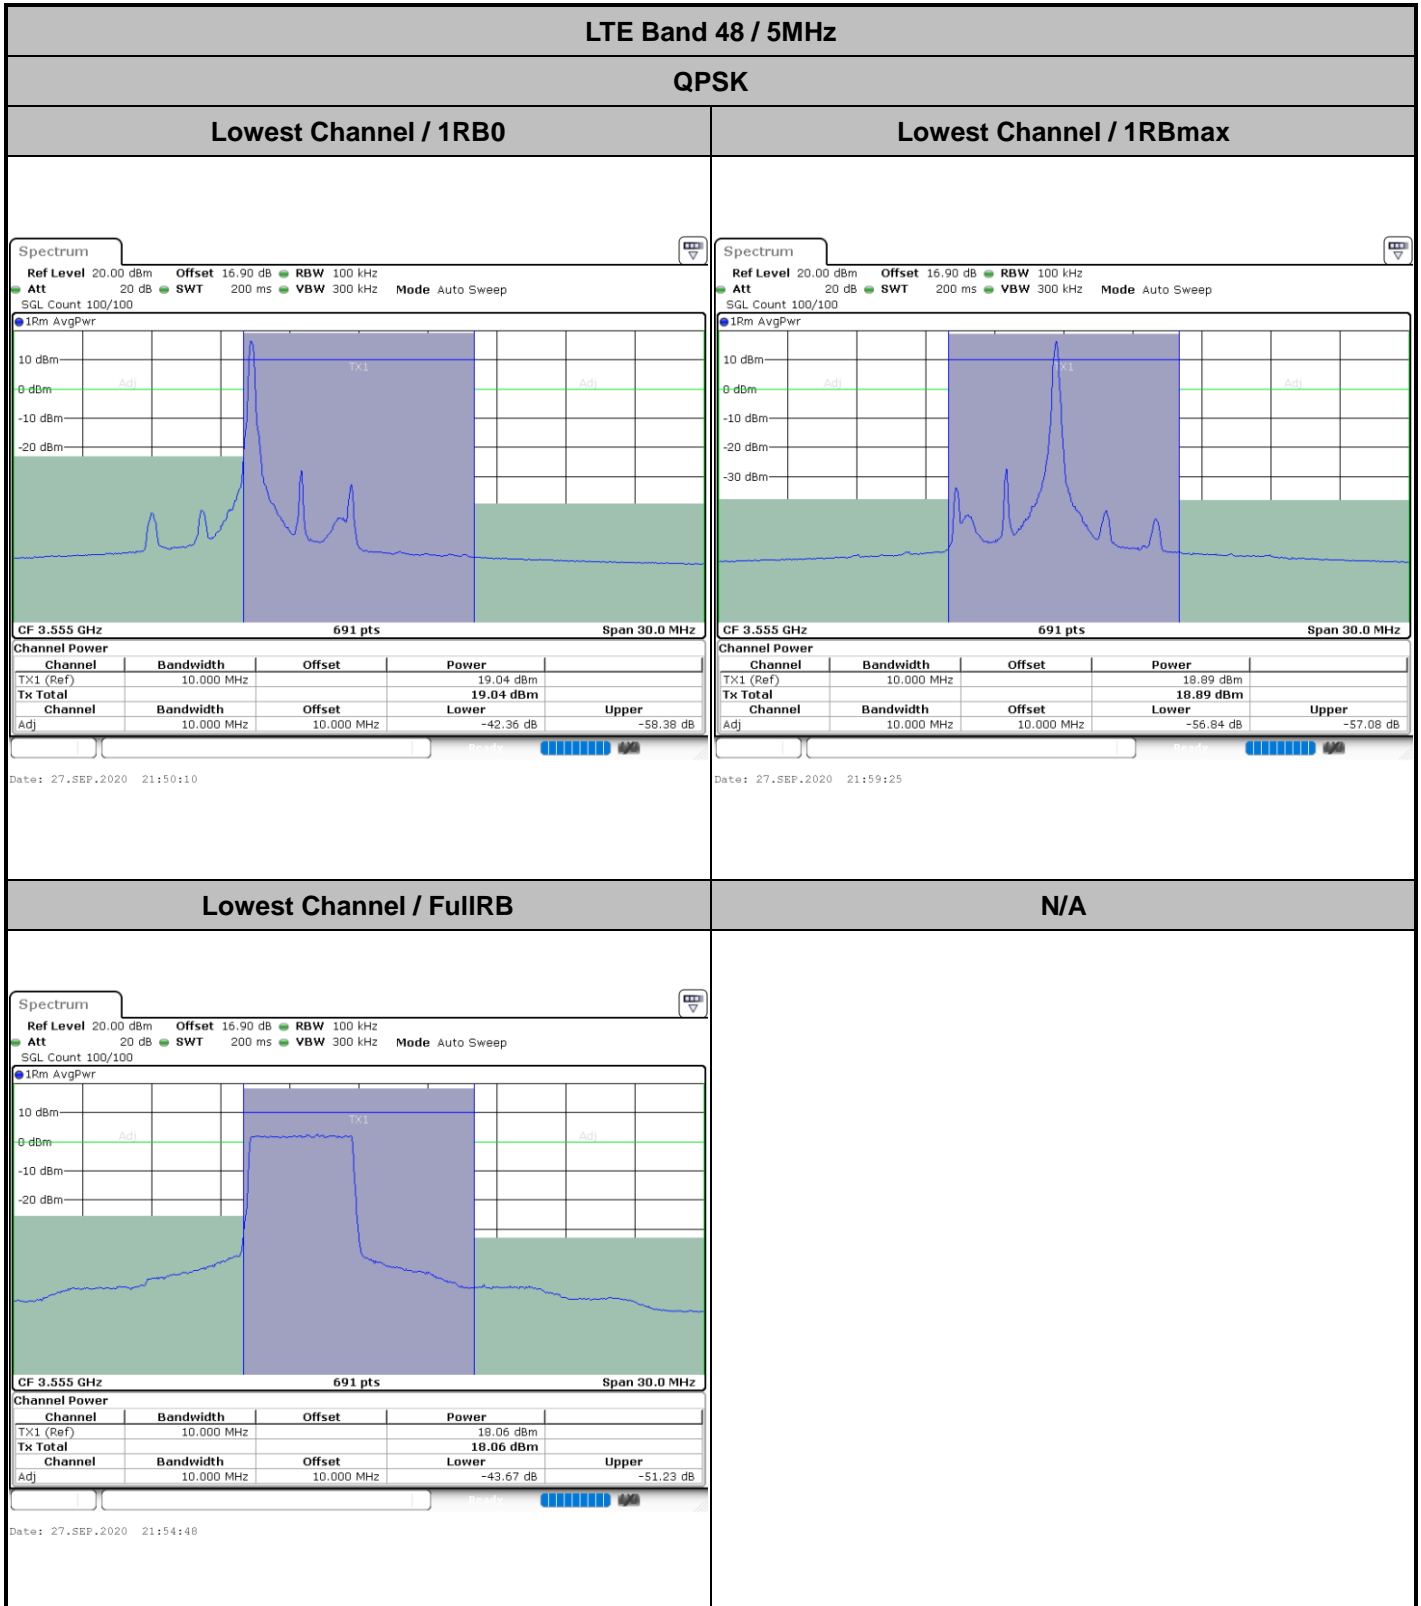 LTE Band 48 / 5MHz
QPSK
Lowest Channel / 1RB0
Spectrum
Ref Level 20.00 dBm Offset 16.90 dB RBW 100 kHz
Att 20 dB SWT 200 ms VBW 300 kHz Mode Auto Sweep
SGL Count 100/100
1Rm AvgPwr
10 dBm
TX1
Adj
Adj
0 dBm
-10 dBm
-20 dBm
CF 3.555 GHz 691 pts Span 30.0 MHz
Channel Power
Channel Bandwidth Offset Power
TX1 (Ref) 10.000 MHz 19.04 dBm
Tx Total 19.04 dBm
Channel Bandwidth Offset Lower Upper
Adj 10.000 MHz 10.000 MHz -42.36 dB -58.38 dB
Ready
Date: 27.SEP.2020 21:50:10
Lowest Channel / 1RBmax
Spectrum
Ref Level 20.00 dBm Offset 16.90 dB RBW 100 kHz
Att 20 dB SWT 200 ms VBW 300 kHz Mode Auto Sweep
SGL Count 100/100
1Rm AvgPwr
10 dBm
TX1
Adj
Adj
0 dBm
-10 dBm
-20 dBm
-30 dBm
CF 3.555 GHz 691 pts Span 30.0 MHz
Channel Power
Channel Bandwidth Offset Power
TX1 (Ref) 10.000 MHz 18.89 dBm
Tx Total 18.89 dBm
Channel Bandwidth Offset Lower Upper
Adj 10.000 MHz 10.000 MHz -56.84 dB -57.08 dB
Ready
Date: 27.SEP.2020 21:59:25
Lowest Channel / FullRB
N/A
Spectrum
Ref Level 20.00 dBm Offset 16.90 dB RBW 100 kHz
Att 20 dB SWT 200 ms VBW 300 kHz Mode Auto Sweep
SGL Count 100/100
1Rm AvgPwr
10 dBm
TX1
Adj
Adj
0 dBm
-10 dBm
-20 dBm
CF 3.555 GHz 691 pts Span 30.0 MHz
Channel Power
Channel Bandwidth Offset Power
TX1 (Ref) 10.000 MHz 18.06 dBm
Tx Total 18.06 dBm
Channel Bandwidth Offset Lower Upper
Adj 10.000 MHz 10.000 MHz -43.67 dB -51.23 dB
Ready
Date: 27.SEP.2020 21:54:48